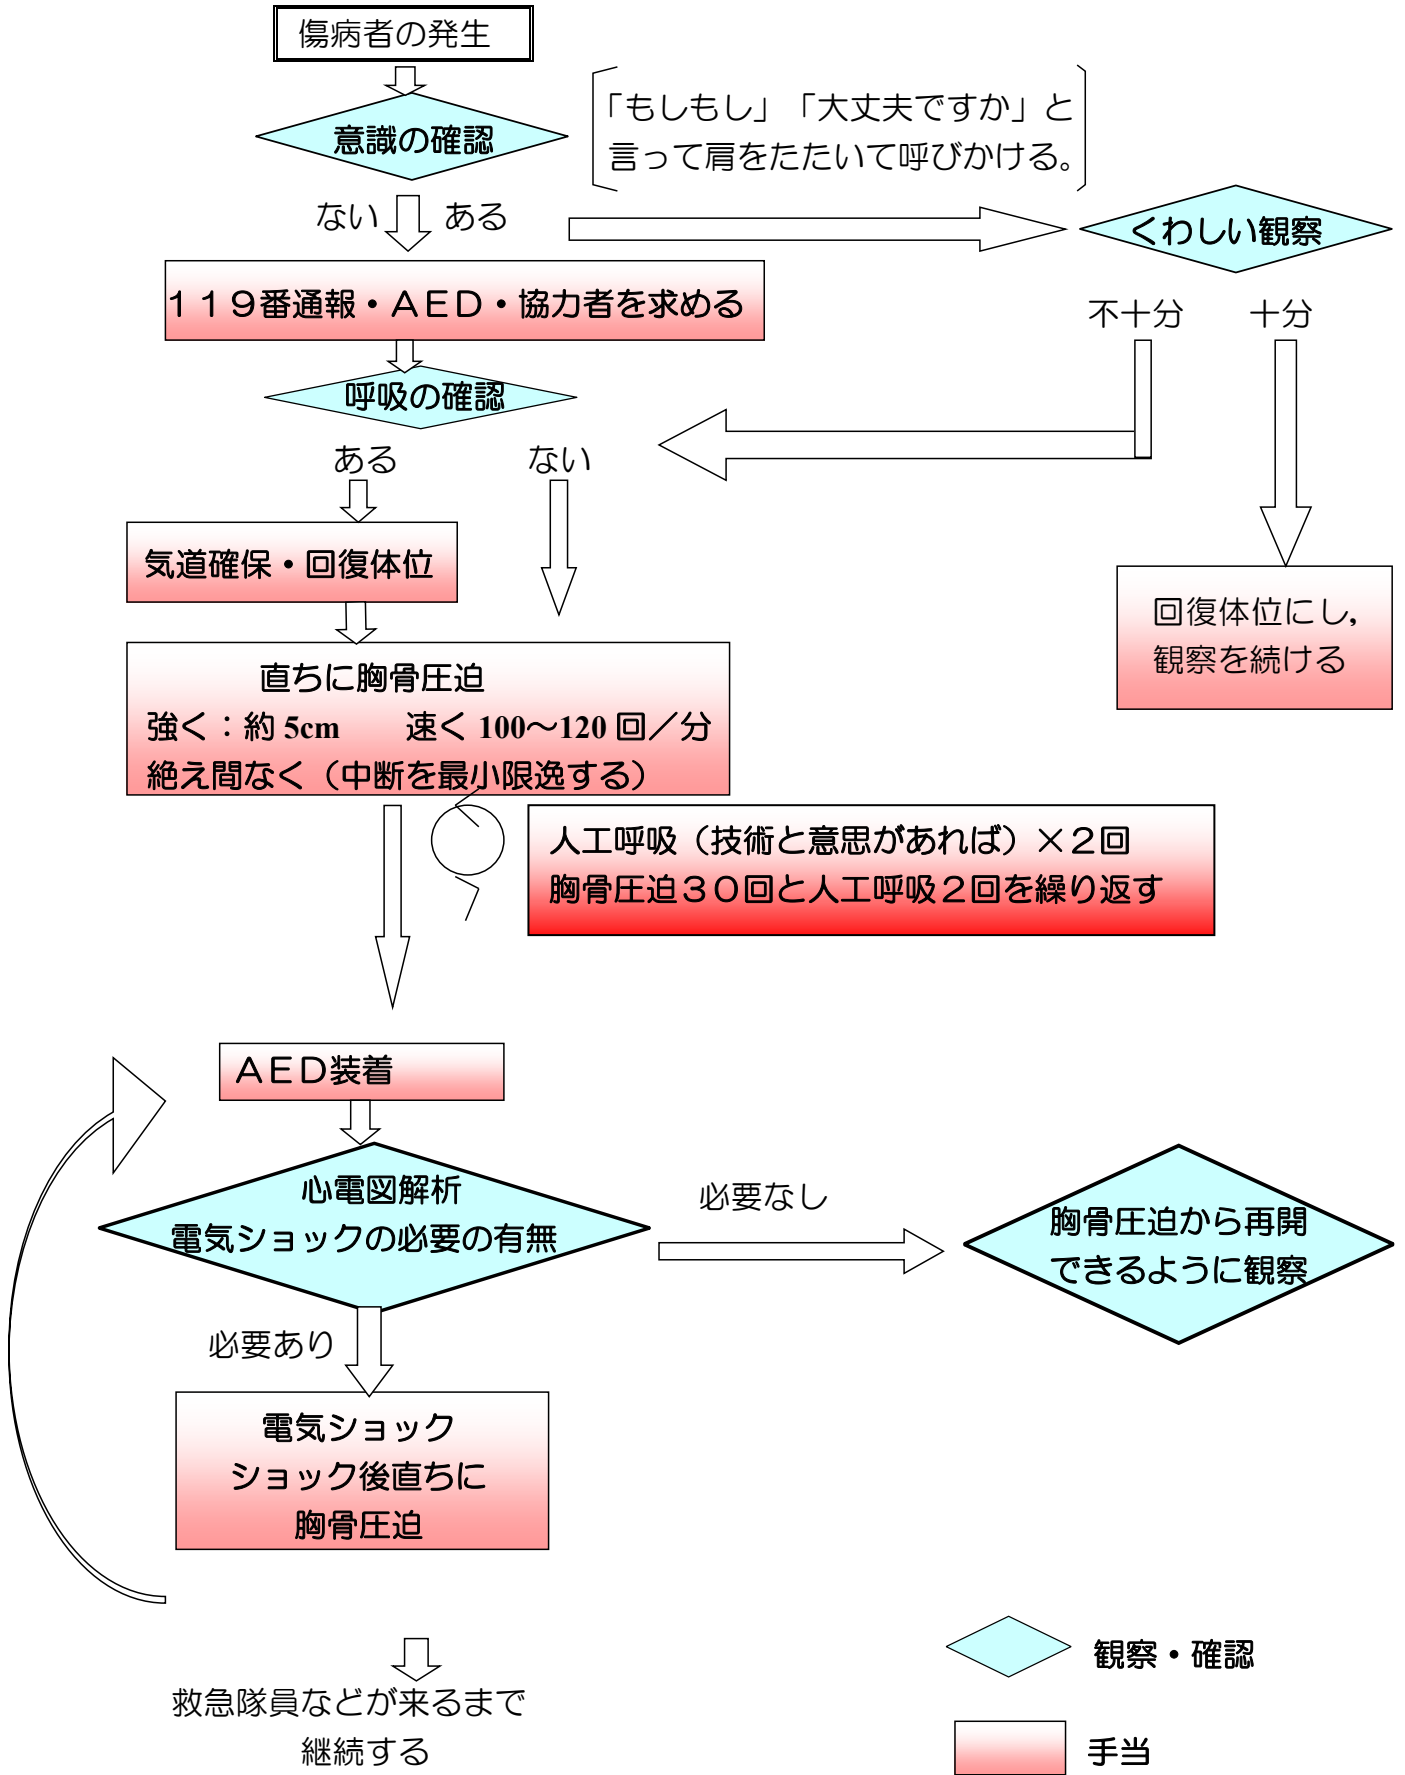 傷病者の発生
「もしもし」「大丈夫ですか」と
言って肩をたたいて呼びかける。
意識の確認
ない
ある
くわしい観察
１１９番通報・ＡＥＤ・協力者を求める
不十分
十分
呼吸の確認
ある
ない
気道確保・回復体位
回復体位にし,
観察を続ける
直ちに胸骨圧迫
強く：約 5cm 速く 100～120 回／分
絶え間なく（中断を最小限逸する）
人工呼吸（技術と意思があれば）×２回
胸骨圧迫３０回と人工呼吸２回を繰り返す
ＡＥＤ装着
心電図解析
電気ショックの必要の有無
必要なし
胸骨圧迫から再開
できるように観察
必要あり
電気ショック
ショック後直ちに
胸骨圧迫
観察・確認
救急隊員などが来るまで
継続する
手当